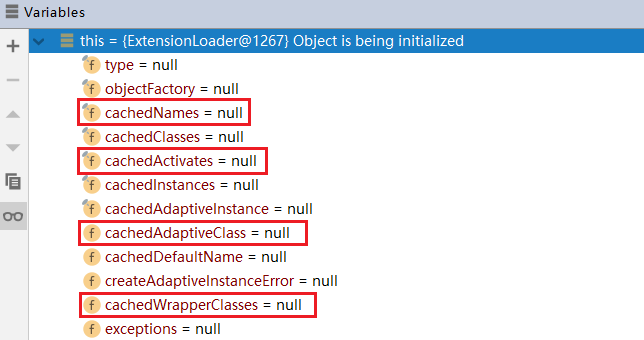 Variables
this = {ExtensionLoader@1267} Object is being initialized
f type = null
f objectFactory = null
f cachedNames = null
f cachedClasses = null
f cachedActivates = null
f cachedInstances = null
f cachedAdaptiveInstance = null
f cachedAdaptiveClass = null
f cachedDefaultName = null
f createAdaptiveInstanceError = null
f cachedWrapperClasses = null
f exceptions = null